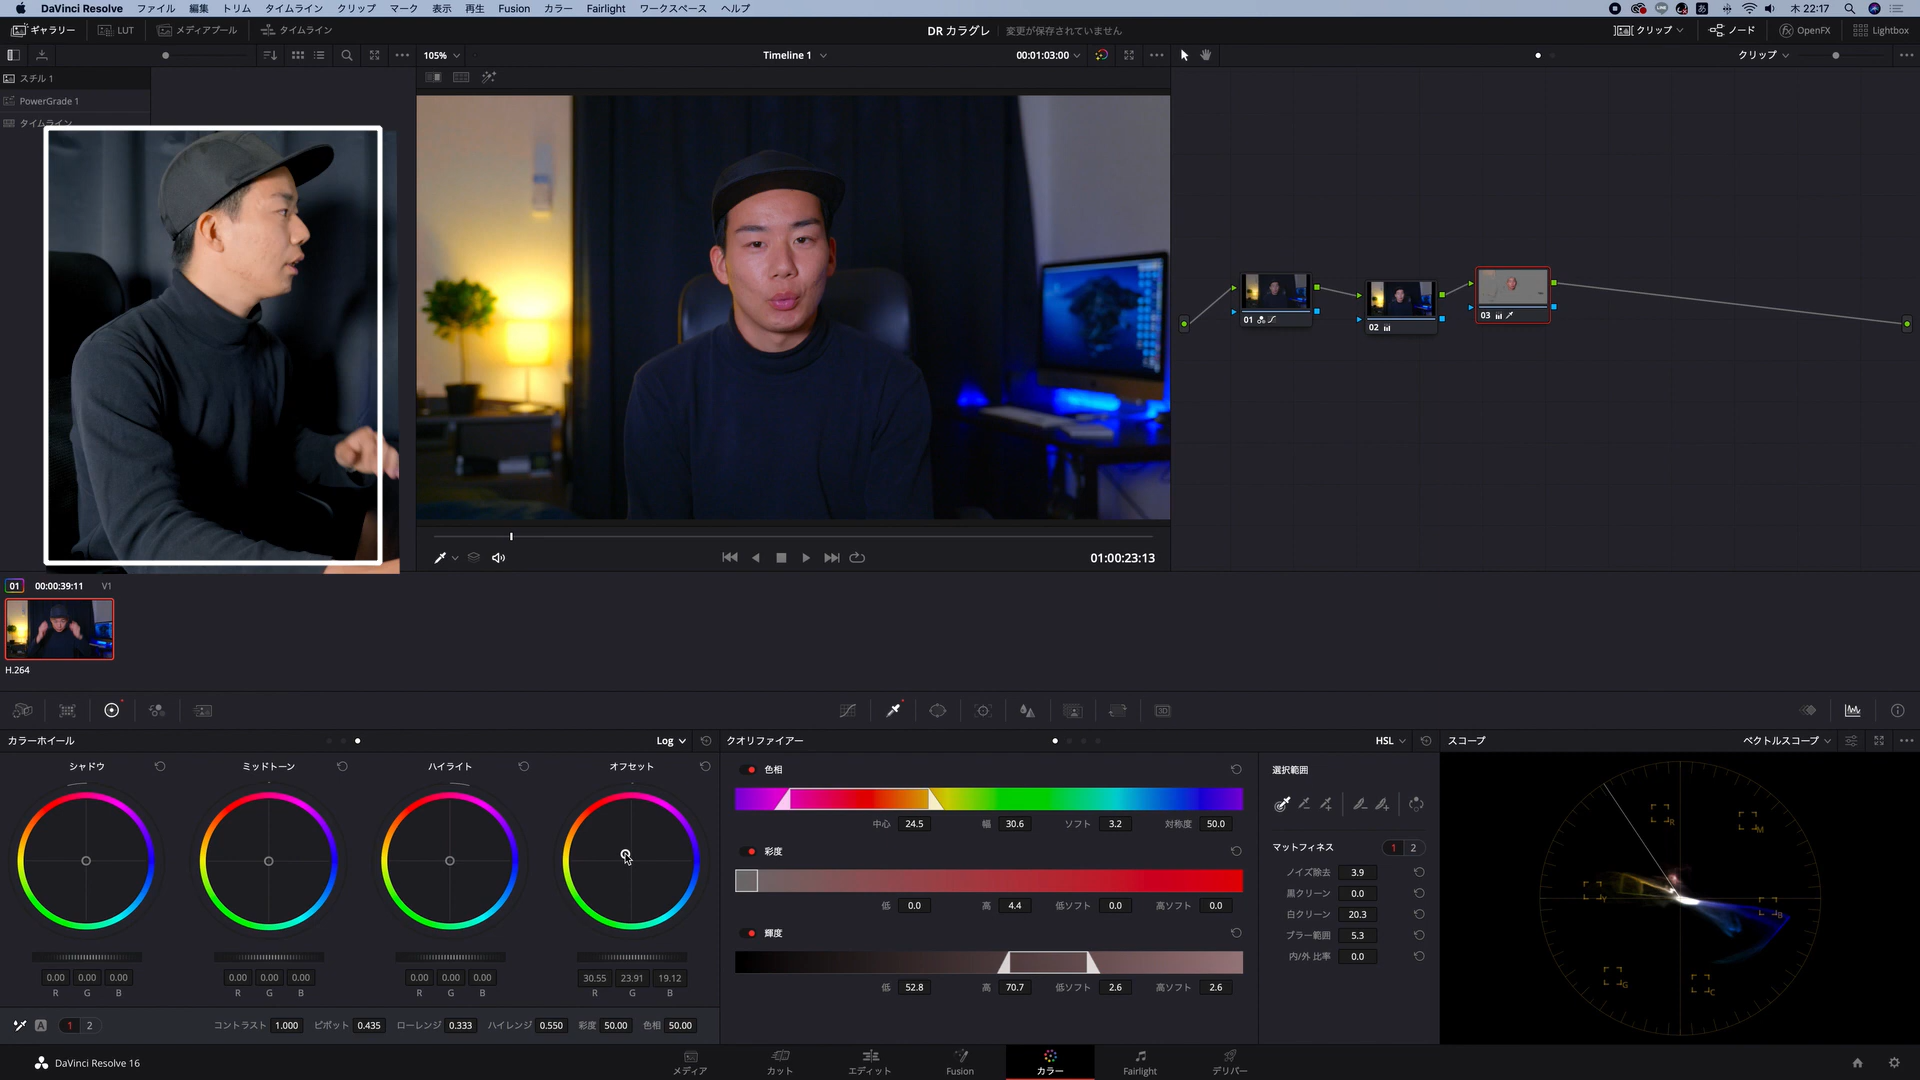 DaVinci Resolve ファイル 編集 トリム タイムライン クリップ マーク 表示 再生 Fusion カラー Fairlight ワークスペース ヘルプ
木 22:17
ギャラリー LUT メディアプール タイムライン
DR カラグレ 変更が保存されていません
クリップ ノード OpenFX Lightbox
105% Timeline 1 00:01:03:00 クリップ
スチル 1
PowerGrade 1
タイムライン
01
02
03
01:00:23:13
01 00:00:39:11 V1
H.264
カラーホイール Log
シャドウ ミッドトーン ハイライト オフセット
0.00 0.00 0.00 0.00 0.00 0.00 0.00 0.00 0.00 30.55 23.91 19.12
R G B R G B R G B R G B
A 1 2 コントラスト 1.000 ピボット 0.435 ローレンジ 0.333 ハイレンジ 0.550 彩度 50.00 色相 50.00
クオリファイアー HSL
色相
中心 24.5 幅 30.6 ソフト 3.2 対称度 50.0
彩度
低 0.0 高 4.4 低ソフト 0.0 高ソフト 0.0
輝度
低 52.8 高 70.7 低ソフト 2.6 高ソフト 2.6
選択範囲
マットフィネス 1 2
ノイズ除去 3.9
黒クリーン 0.0
白クリーン 20.3
ブラー範囲 5.3
内/外 比率 0.0
スコープ ベクトルスコープ
R
M
Y
B
G
C
3D
DaVinci Resolve 16
メディア カット エディット Fusion カラー Fairlight デリバー